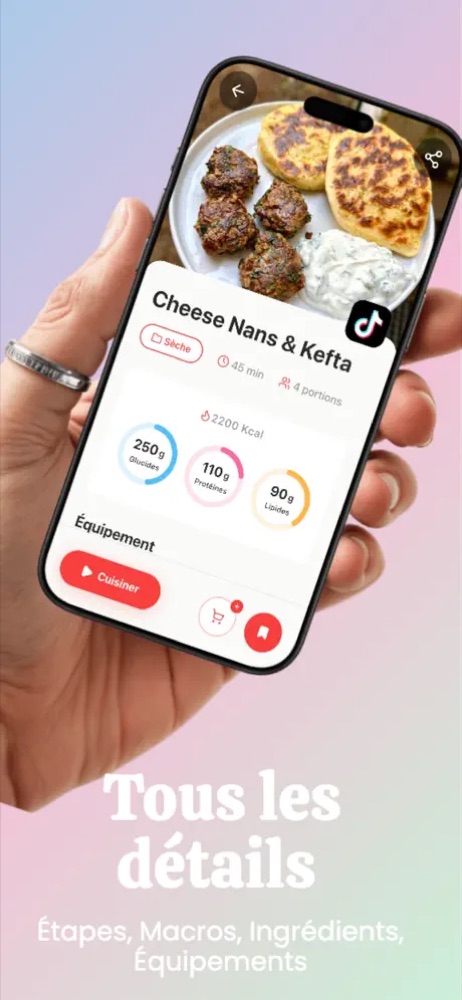 Cheese Nans & Kefta
Sèche
45 min
4 portions
2200 Kcal
250g
Glucides
110g
Protéines
90g
Lipides
Équipement
Cuisiner
Tous les
détails
Étapes, Macros, Ingrédients,
Équipements